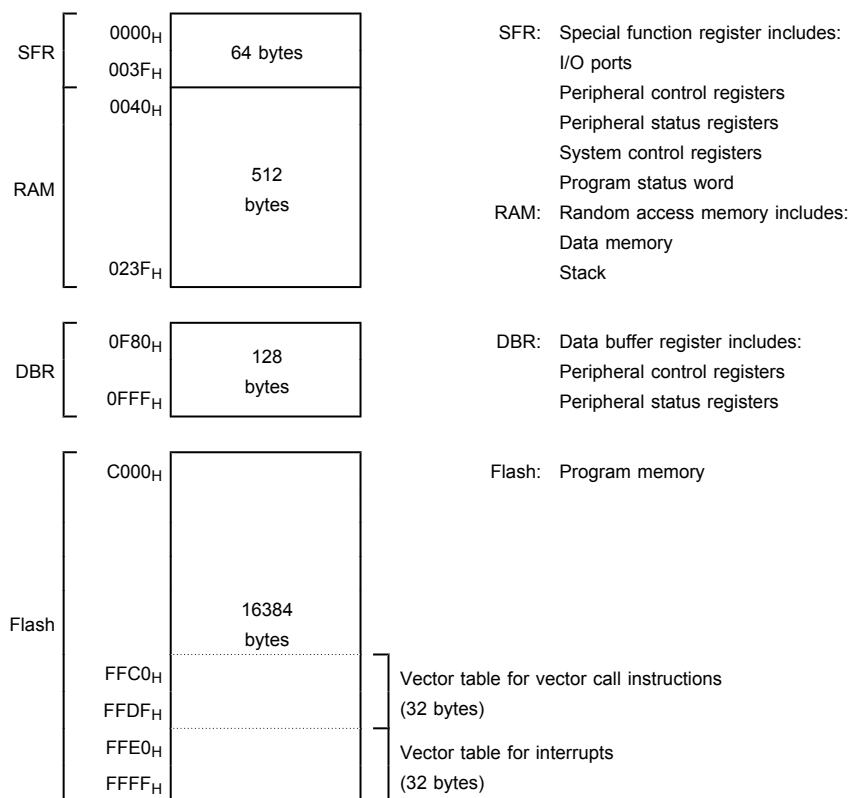 0000H SFR: Special function register includes:
SFR 64 bytes I/O ports
003FH
Peripheral control registers
0040H
Peripheral status registers
System control registers
512
RAM Program status word
bytes
RAM: Random access memory includes:
Data memory
023FH Stack
0F80H DBR: Data buffer register includes:
128
DBR Peripheral control registers
bytes
0FFFH Peripheral status registers
C000H Flash: Program memory
16384
Flash
bytes
FFC0H Vector table for vector call instructions
FFDFH (32 bytes)
FFE0H Vector table for interrupts
FFFFH (32 bytes)